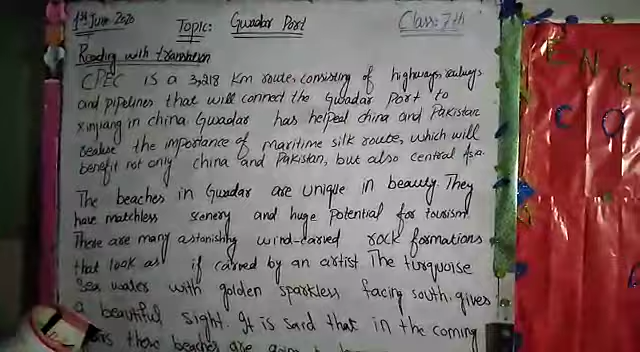 1st June 2020 Topic: Gwadar Port Class: 7th
Reading with translation
CPEC is a 3,218 km route, consisting of highways, railways
and pipelines that will connect the Gwadar Port to
xinjiang in china. Gwadar has helped china and Pakistan
realise the importance of maritime silk route, which will
benefit not only china and Pakistan, but also central Asia.
The beaches in Gwadar are unique in beauty. They
have matchless scenery and huge Potential for tourism.
There are many astonishing wind-carved rock formations
that look as if carved by an artist. The turquoise
sea water with golden sparkless facing south, gives
a beautiful sight. It is said that in the coming
these beaches are
E N G
C O